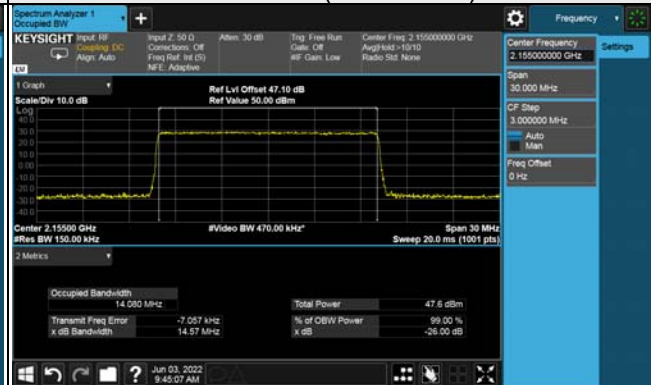 Spectrum Analyzer 1
Occupied BW
Frequency
KEYSIGHT
Input: RF
Coupling: DC
Align: Auto
Input Z: 50 Ω
Corrections: Off
Freq Ref: Int (S)
NFE: Adaptive
Atten: 30 dB
Trig: Free Run
Gate: Off
#IF Gain: Low
Center Freq: 2.155000000 GHz
Avg|Hold:>10/10
Radio Std: None
Center Frequency
2.155000000 GHz
Settings
Span
30.000 MHz
CF Step
3.000000 MHz
Auto
Man
Freq Offset
0 Hz
1 Graph
Scale/Div 10.0 dB
Ref Lvl Offset 47.10 dB
Ref Value 50.00 dBm
Log
40.0
30.0
20.0
10.0
0.00
-10.0
-20.0
-30.0
-40.0
Center 2.15500 GHz
#Res BW 150.00 kHz
#Video BW 470.00 kHz*
Span 30 MHz
Sweep 20.0 ms (1001 pts)
2 Metrics
Occupied Bandwidth
14.080 MHz
Total Power 47.6 dBm
Transmit Freq Error -7.057 kHz
% of OBW Power 99.00 %
x dB Bandwidth 14.57 MHz
x dB -26.00 dB
Jun 03, 2022
9:45:07 AM